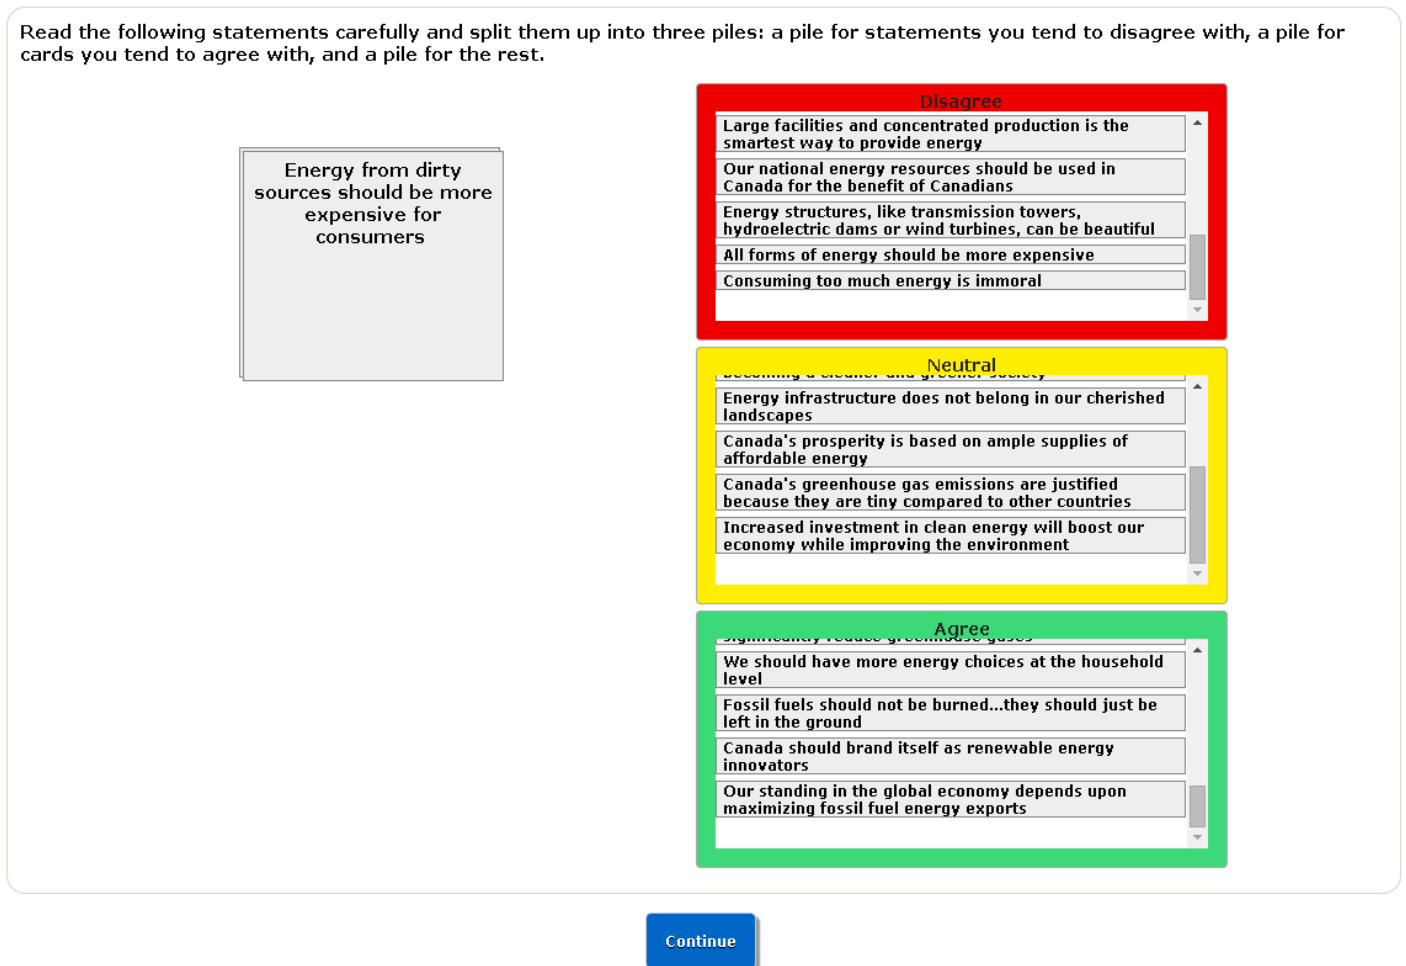 Read the following statements carefully and split them up into three piles: a pile for statements you tend to disagree with, a pile for
cards you tend to agree with, and a pile for the rest.
Energy from dirty
sources should be more
expensive for
consumers
Disagree
Large facilities and concentrated production is the
smartest way to provide energy
Our national energy resources should be used in
Canada for the benefit of Canadians
Energy structures, like transmission towers,
hydroelectric dams or wind turbines, can be beautiful
All forms of energy should be more expensive
Consuming too much energy is immoral
Neutral
becoming a cleaner and greener society
Energy infrastructure does not belong in our cherished
landscapes
Canada's prosperity is based on ample supplies of
affordable energy
Canada's greenhouse gas emissions are justified
because they are tiny compared to other countries
Increased investment in clean energy will boost our
economy while improving the environment
Agree
significantly reduce greenhouse gases
We should have more energy choices at the household
level
Fossil fuels should not be burned...they should just be
left in the ground
Canada should brand itself as renewable energy
innovators
Our standing in the global economy depends upon
maximizing fossil fuel energy exports
Continue